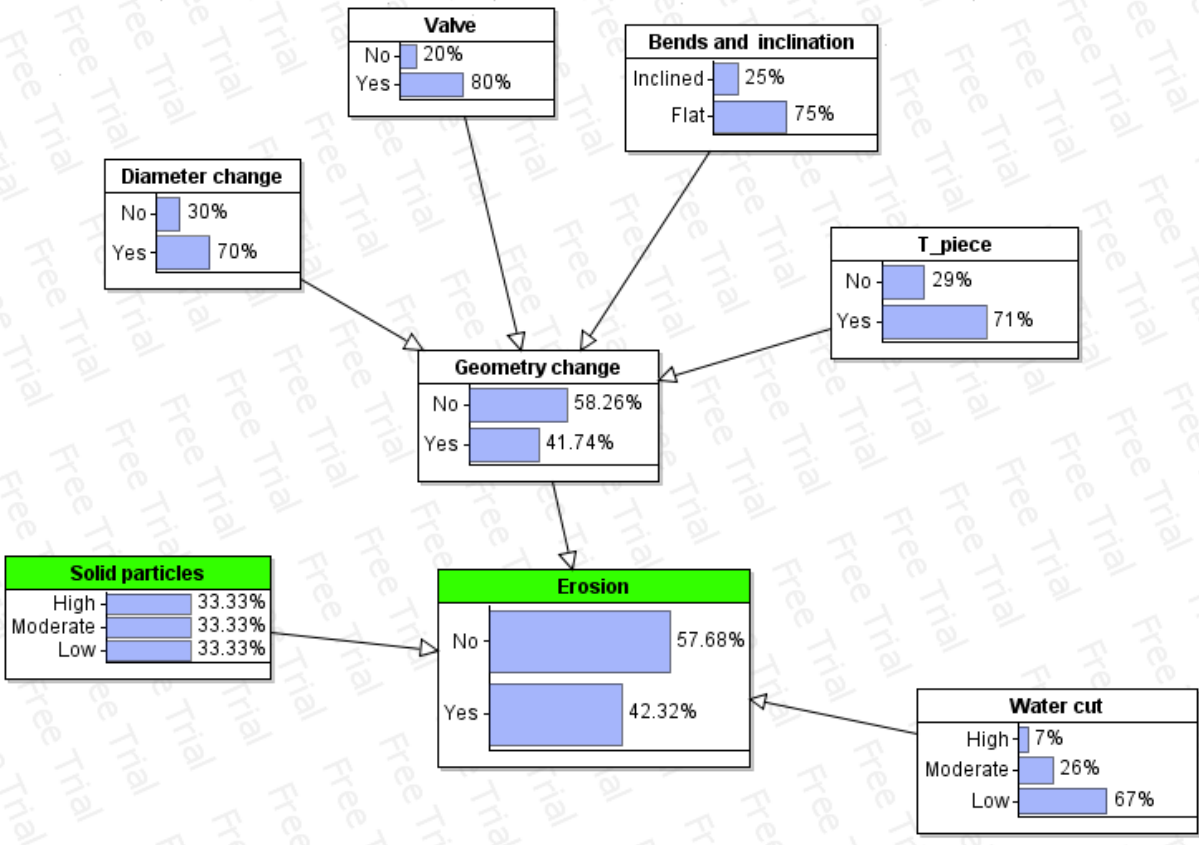 Valve
No 20%
Yes 80%
Bends and inclination
Inclined 25%
Flat 75%
Diameter change
No 30%
Yes 70%
T_piece
No 29%
Yes 71%
Geometry change
No 58.26%
Yes 41.74%
Solid particles
High 33.33%
Moderate 33.33%
Low 33.33%
Erosion
No 57.68%
Yes 42.32%
Water cut
High 7%
Moderate 26%
Low 67%
Free Trial